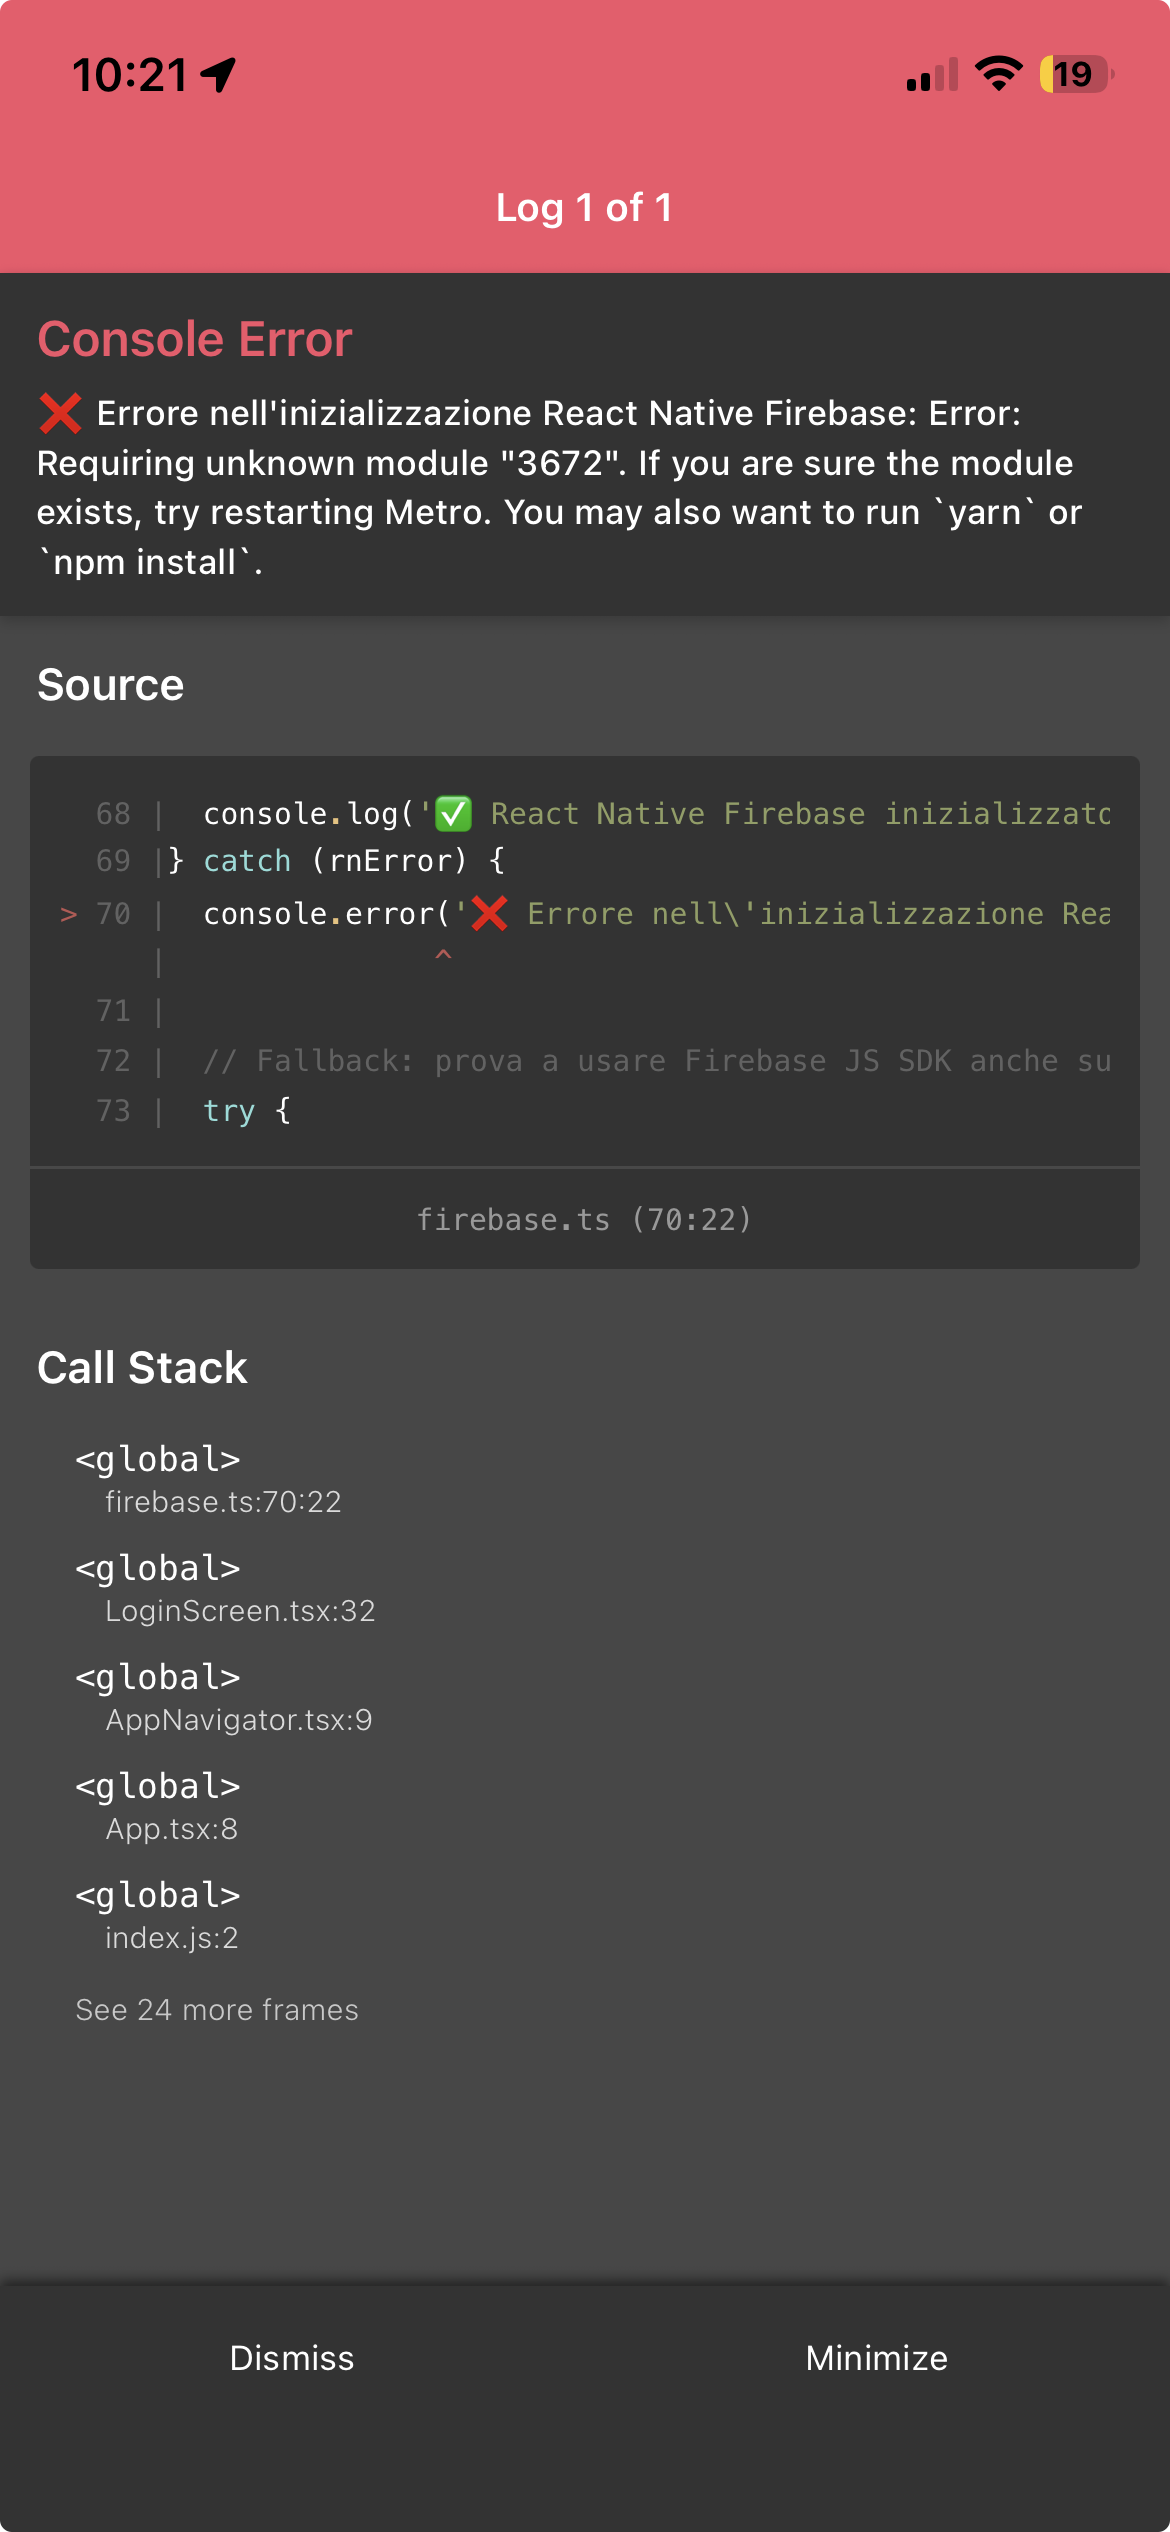 10:21
19
Log 1 of 1
Console Error
❌ Errore nell'inizializzazione React Native Firebase: Error:
Requiring unknown module "3672". If you are sure the module
exists, try restarting Metro. You may also want to run `yarn` or
`npm install`.
Source
68 |  console.log('✅ React Native Firebase inizializzato
69 |} catch (rnError) {
> 70 |  console.error('❌ Errore nell\'inizializzazione Rea
|               ^
71 |
72 |  // Fallback: prova a usare Firebase JS SDK anche su
73 |  try {
firebase.ts (70:22)
Call Stack
<global>
firebase.ts:70:22
<global>
LoginScreen.tsx:32
<global>
AppNavigator.tsx:9
<global>
App.tsx:8
<global>
index.js:2
See 24 more frames
Dismiss
Minimize